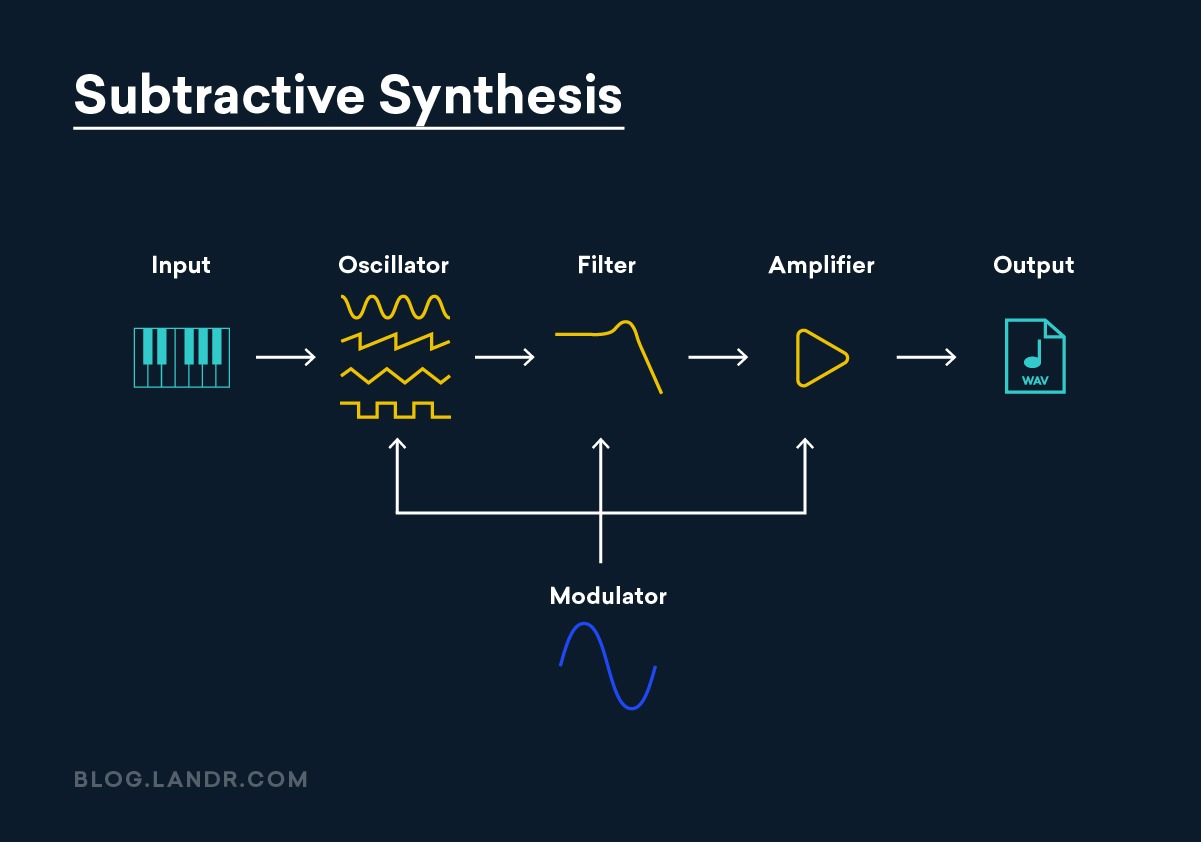 Subtractive Synthesis
Input
Oscillator
Filter
Amplifier
Output
WAV
Modulator
BLOG.LANDR.COM